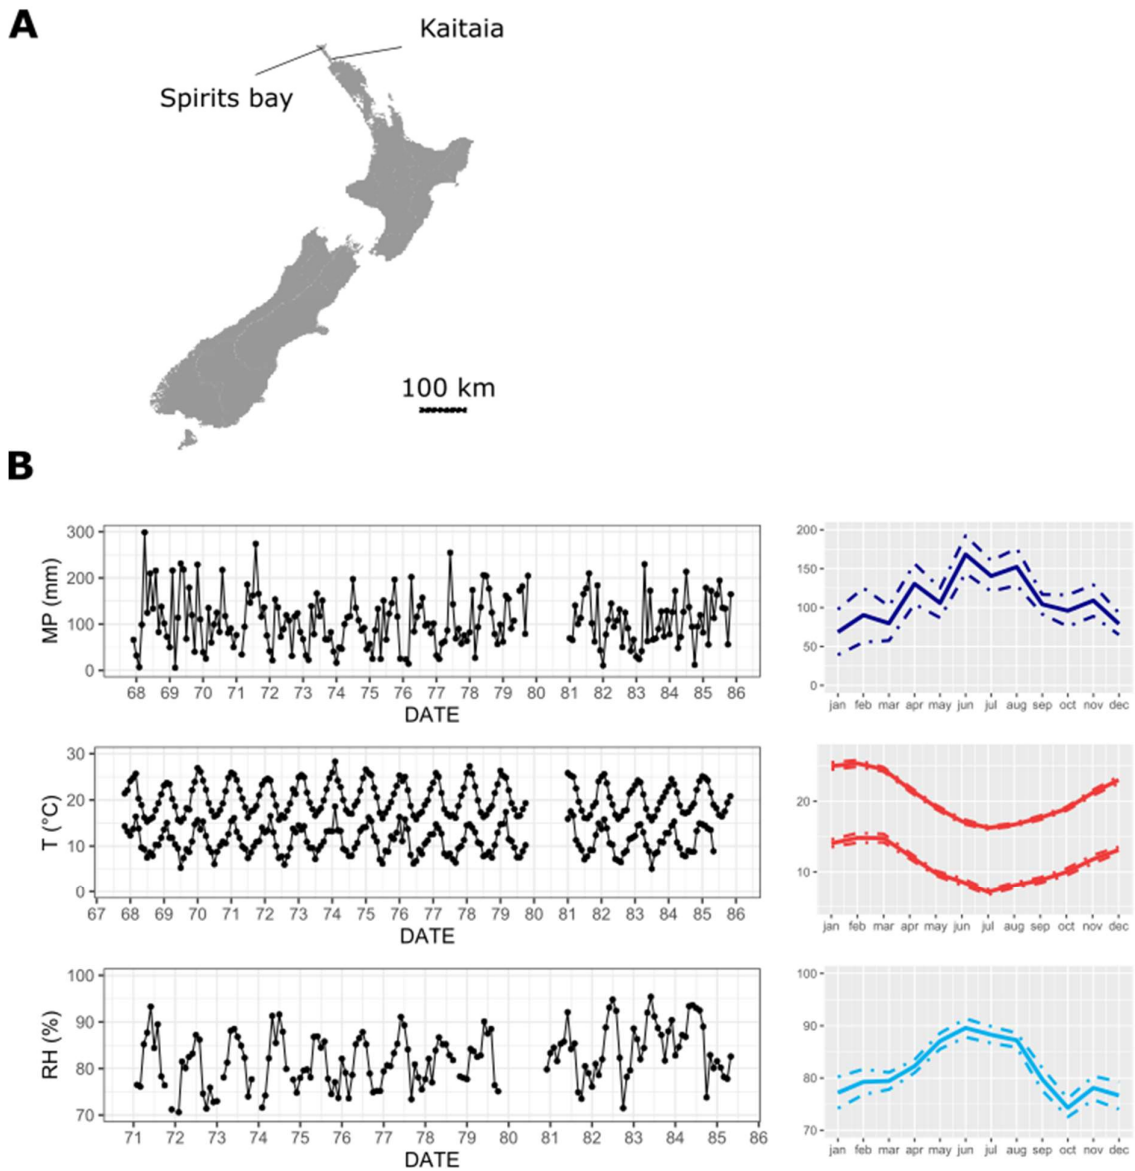 A
Kaitaia
Spirits bay
100 km
B
MP (mm)
300
200
100
0
68 69 70 71 72 73 74 75 76 77 78 79 80 81 82 83 84 85 86
DATE
200
150
100
50
0
jan feb mar apr may jun jul aug sep oct nov dec
T (°C)
30
20
10
0
67 68 69 70 71 72 73 74 75 76 77 78 79 80 81 82 83 84 85 86
DATE
20
10
jan feb mar apr may jun jul aug sep oct nov dec
RH (%)
100
90
80
70
71 72 73 74 75 76 77 78 79 80 81 82 83 84 85 86
DATE
100
90
80
70
jan feb mar apr may jun jul aug sep oct nov dec